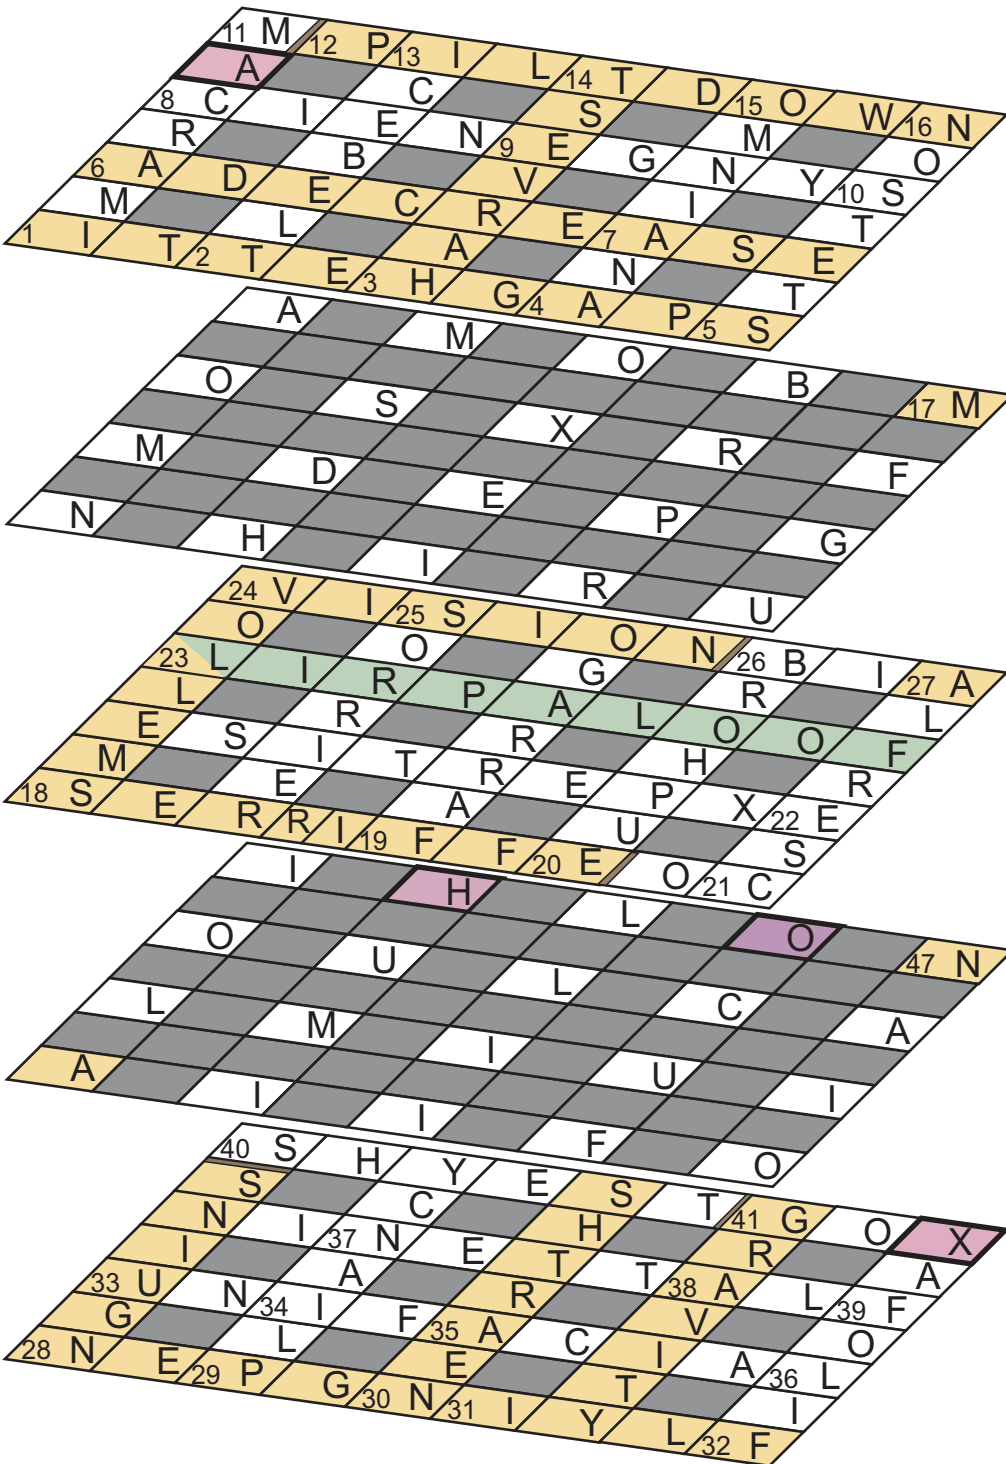 11 M 12 P 13 I L 14 T D 15 O W 16 N
A C S M O
8 C I E N 9 E G N Y 10 S
R B V I T
6 A D E C R E 7 A S E
M L A N T
1 I T 2 T E 3 H G 4 A P 5 S
A M O B 17 M
O S X R F
M D E P G
N H I R U
24 V I 25 S I O N 26 B I 27 A
O O G R L
23 L I R P A L O O F
L R R H R
E S I T R E P X 22 E
M E A U S
18 S E R R I 19 F F 20 E O 21 C
I H L O 47 N
O U L C A
L M I U I
A I I F O
40 S H Y E S T 41 G O X
S C H R A
N I 37 N E T T 38 A L 39 F
I A R V O
33 U N 34 I F 35 A C I A 36 L
G L E T I
28 N E 29 P G 30 N 31 I Y L 32 F